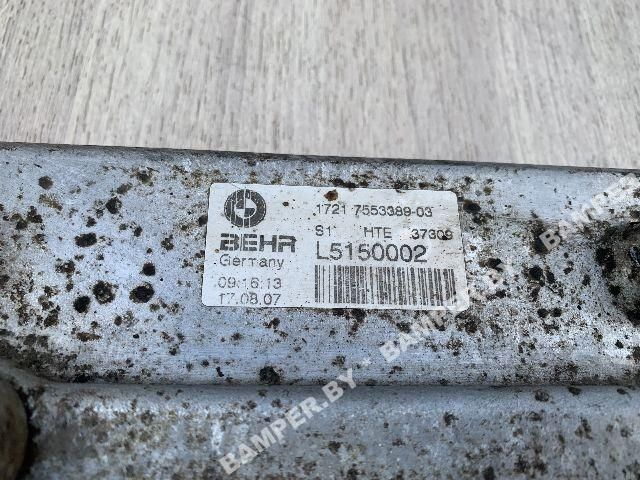 1721 7553389-03
S1 HTE 37309
BEHR L5150002
Germany
09:16:13
17.08.07
BAMPER.BY * BAMPER.BY * BAMPER.BY
BAMPER.BY